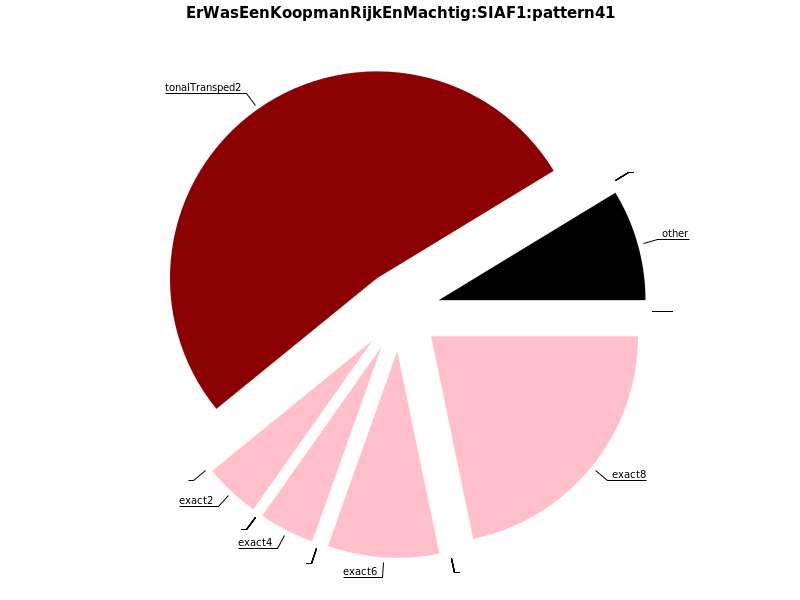 ErWasEenKoopmanRijkEnMachtig:SIAF1:pattern41
tonalTransped2
other
exact8
exact2
exact4
exact6